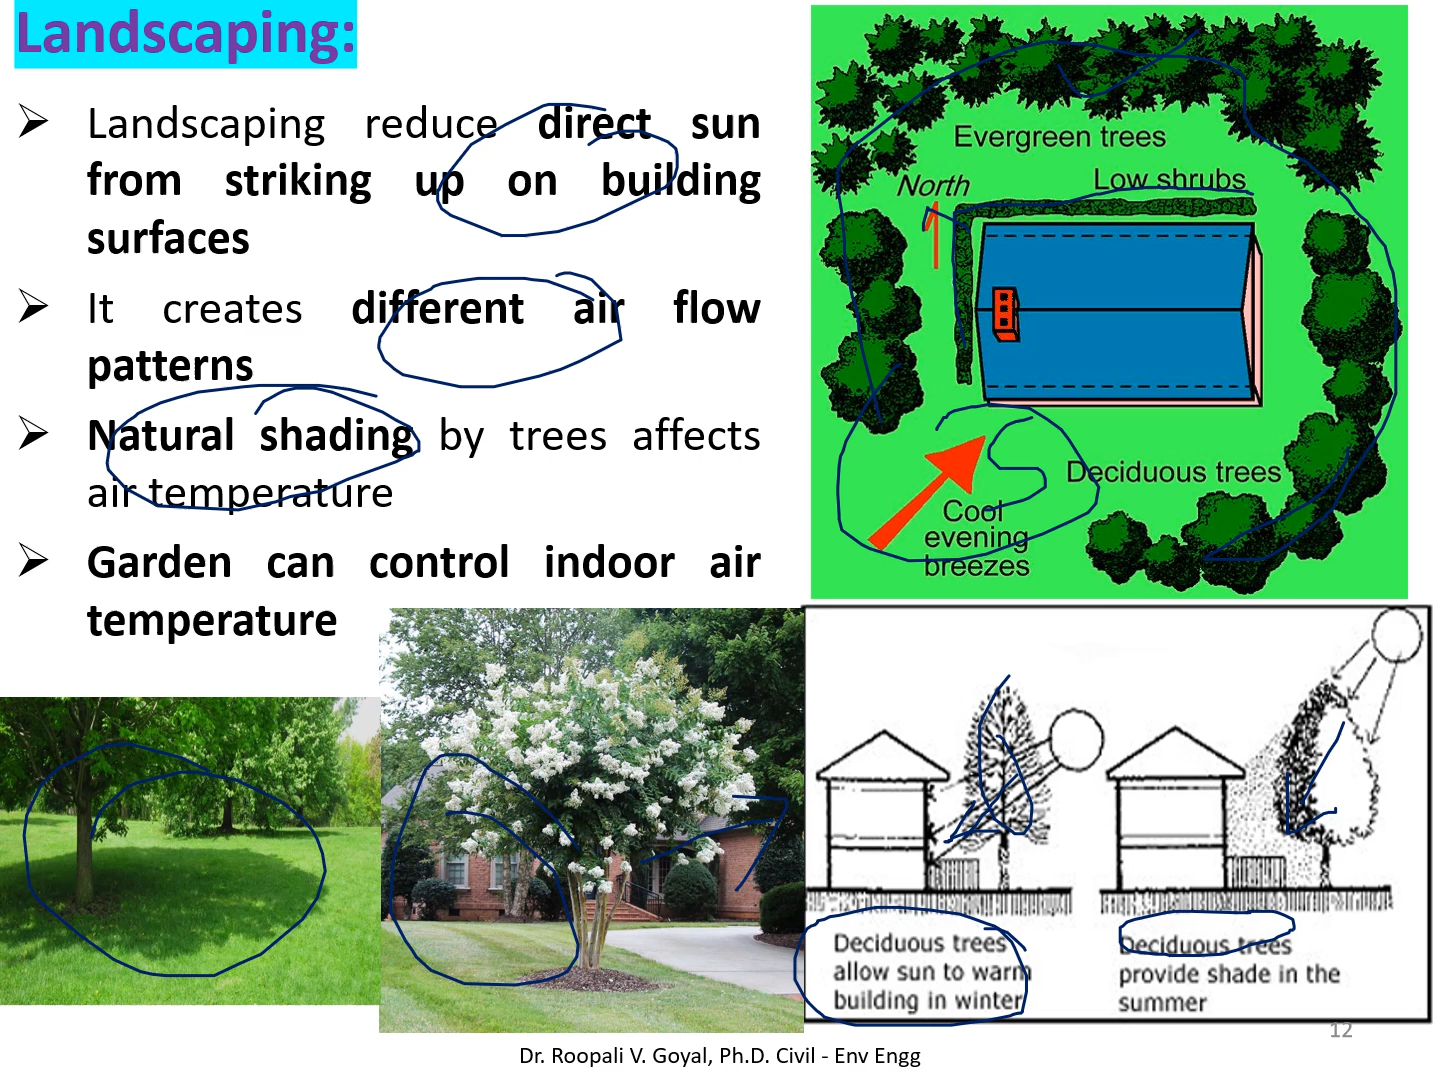 Landscaping:
➢ Landscaping reduce direct sun
from striking up on building
surfaces
➢ It creates different air flow
patterns
➢ Natural shading by trees affects
air temperature
➢ Garden can control indoor air
temperature
Evergreen trees
North
Low shrubs
Deciduous trees
Cool
evening
breezes
Deciduous trees
allow sun to warm
building in winter
Deciduous trees
provide shade in the
summer
12
Dr. Roopali V. Goyal, Ph.D. Civil - Env Engg